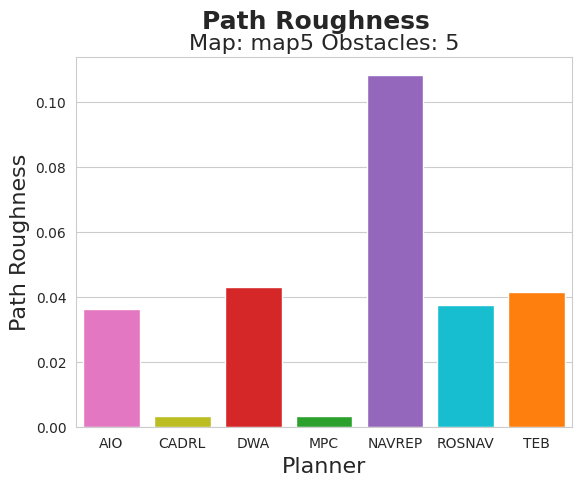 Path Roughness
Map: map5 Obstacles: 5
Path Roughness
0.10
0.08
0.06
0.04
0.02
0.00
AIO CADRL DWA MPC NAVREP ROSNAV TEB
Planner